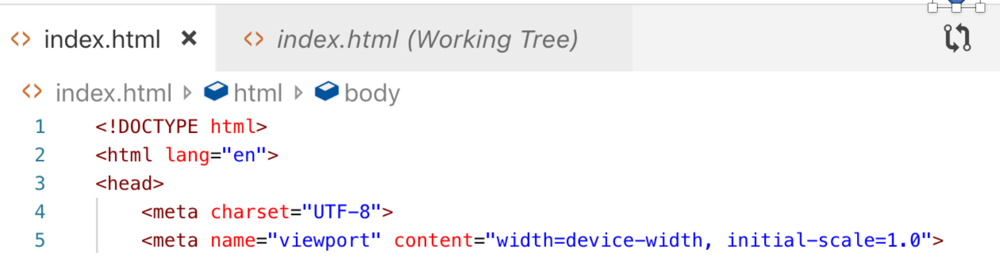 index.html
index.html (Working Tree)
index.html html body
1 <!DOCTYPE html>
2 <html lang="en">
3 <head>
4 <meta charset="UTF-8">
5 <meta name="viewport" content="width=device-width, initial-scale=1.0">